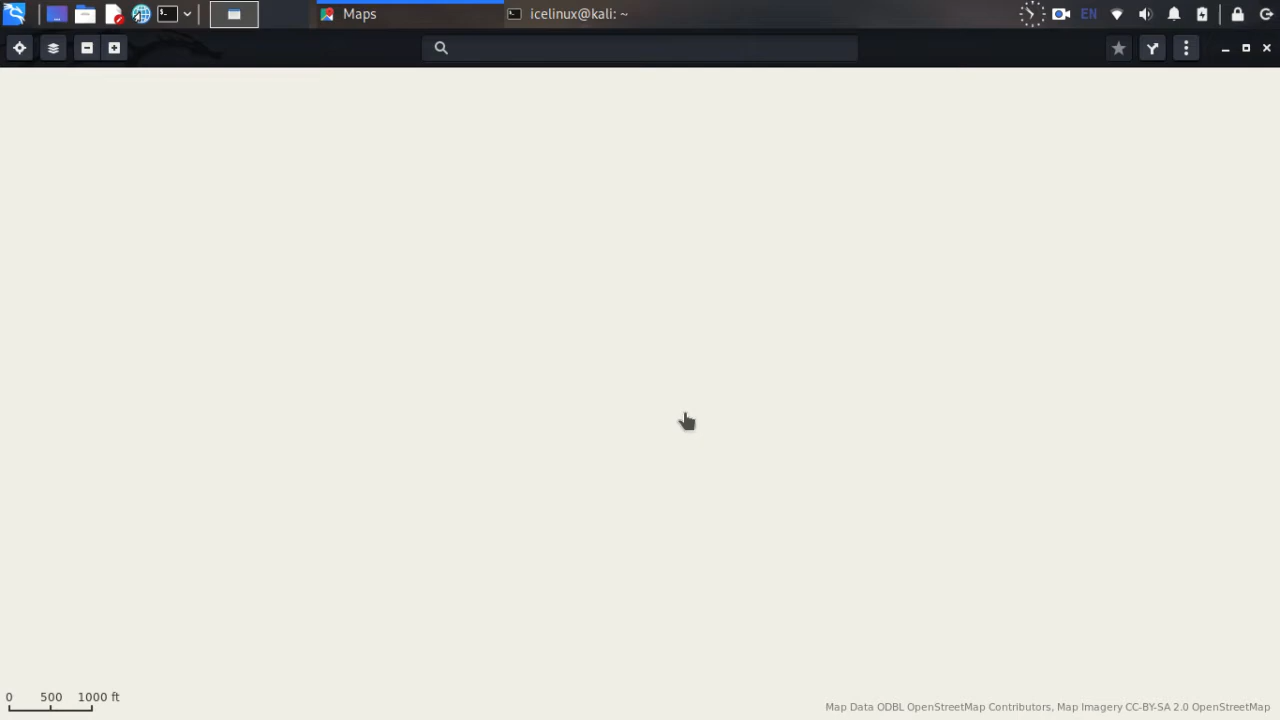 Maps
icelinux@kali: ~
EN
0 500 1000 ft
Map Data ODBL OpenStreetMap Contributors, Map Imagery CC-BY-SA 2.0 OpenStreetMap